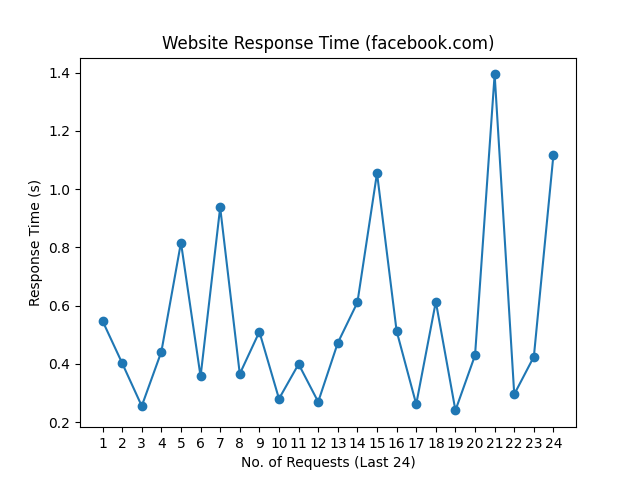 Website Response Time (facebook.com)
Response Time (s)
1.4
1.2
1.0
0.8
0.6
0.4
0.2
1 2 3 4 5 6 7 8 9 10 11 12 13 14 15 16 17 18 19 20 21 22 23 24
No. of Requests (Last 24)